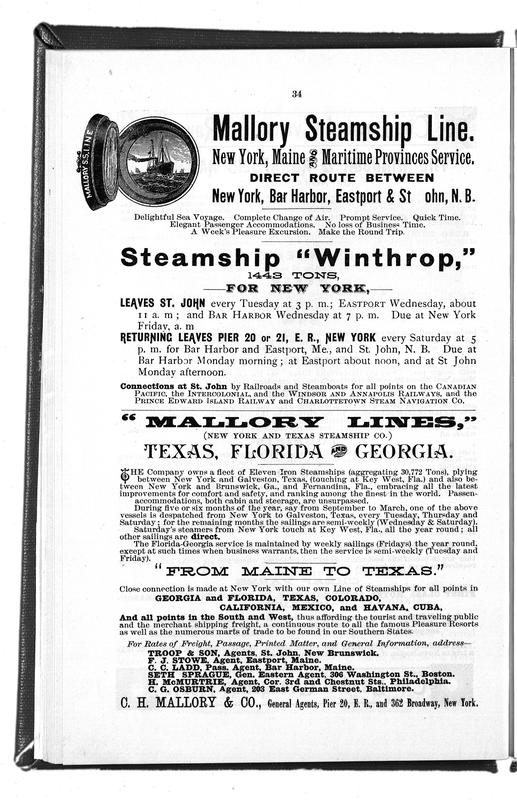 34
MALLORY S.S. LINE
Mallory Steamship Line.
New York, Maine AND Maritime Provinces Service.
DIRECT ROUTE BETWEEN
New York, Bar Harbor, Eastport & St ohn, N. B.
Delightful Sea Voyage. Complete Change of Air. Prompt Service. Quick Time.
Elegant Passenger Accommodations. No loss of Business Time.
A Week's Pleasure Excursion. Make the Round Trip.
Steamship "Winthrop,"
1443 TONS,
FOR NEW YORK,
LEAVES ST. JOHN every Tuesday at 3 p. m.; EASTPORT Wednesday, about
11 a. m; and BAR HARBOR Wednesday at 7 p. m. Due at New York
Friday, a. m
RETURNING LEAVES PIER 20 or 21, E. R., NEW YORK every Saturday at 5
p. m. for Bar Harbor and Eastport, Me., and St. John, N. B. Due at
Bar Harbor Monday morning; at Eastport about noon, and at St John
Monday afternoon.
Connections at St. John by Railroads and Steamboats for all points on the CANADIAN
PACIFIC, the INTERCOLONIAL, and the WINDSOR AND ANNAPOLIS RAILWAYS, and the
PRINCE EDWARD ISLAND RAILWAY and CHARLOTTETOWN STEAM NAVIGATION CO.
"MALLORY LINES,"
(NEW YORK AND TEXAS STEAMSHIP CO.)
TEXAS, FLORIDA AND GEORGIA.
THE Company owns a fleet of Eleven Iron Steamships (aggregating 30,772 Tons), plying
between New York and Galveston, Texas, (touching at Key West, Fla.) and also be-
tween New York and Brunswick, Ga., and Fernandina, Fla., embracing all the latest
improvements for comfort and safety, and ranking among the finest in the world. Passen-
accommodations, both cabin and steerage, are unsurpassed.
During five or six months of the year, say from September to March, one of the above
vessels is despatched from New York to Galveston, Texas, every Tuesday, Thursday and
Saturday; for the remaining months the sailings are semi-weekly (Wednesday & Saturday).
Saturday's steamers from New York touch at Key West, Fla., all the year round; all
other sailings are direct.
The Florida-Georgia service is maintained by weekly sailings (Fridays) the year round,
except at such times when business warrants, then the service is semi-weekly (Tuesday and
Friday).
"FROM MAINE TO TEXAS."
Close connection is made at New York with our own Line of Steamships for all points in
GEORGIA and FLORIDA, TEXAS, COLORADO,
CALIFORNIA, MEXICO, and HAVANA, CUBA,
And all points in the South and West, thus affording the tourist and traveling public
and the merchant shipping freight, a continuous route to all the famous Pleasure Resorts
as well as the numerous marts of trade to be found in our Southern States.
For Rates of Freight, Passage, Printed Matter, and General Information, address—
TROOP & SON, Agents, St. John, New Brunswick.
F. J. STOWE, Agent, Eastport, Maine.
C. C. LADD, Pass. Agent, Bar Harbor, Maine.
SETH SPRAGUE, Gen. Eastern Agent, 306 Washington St., Boston.
H. McMURTRIE, Agent, Cor. 3rd and Chestnut Sts., Philadelphia.
C. G. OSBURN, Agent, 203 East German Street, Baltimore.
C. H. MALLORY & CO., General Agents, Pier 20, E. R., and 362 Broadway, New York.